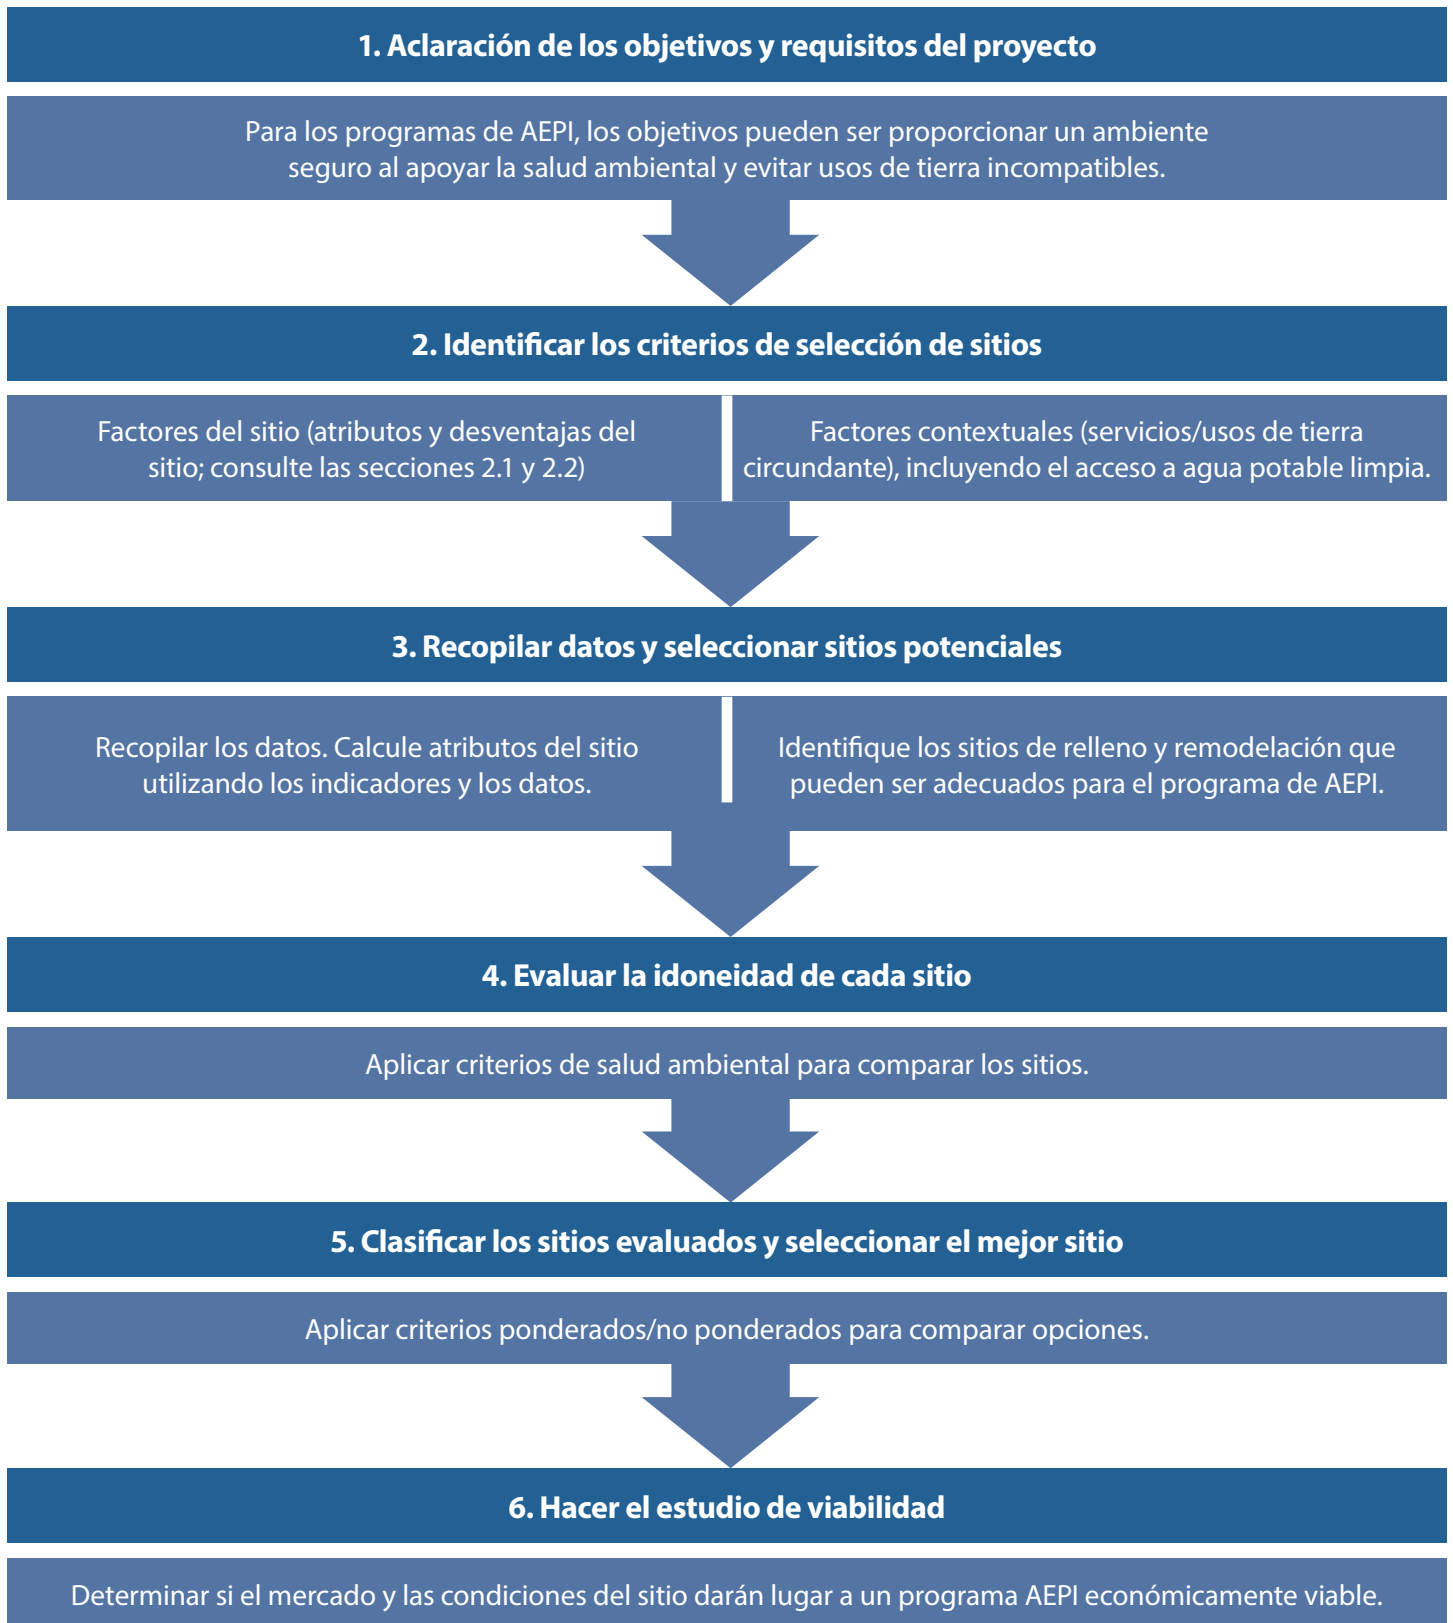 1. Aclaración de los objetivos y requisitos del proyecto
Para los programas de AEPI, los objetivos pueden ser proporcionar un ambiente
seguro al apoyar la salud ambiental y evitar usos de tierra incompatibles.
2. Identificar los criterios de selección de sitios
Factores del sitio (atributos y desventajas del
sitio; consulte las secciones 2.1 y 2.2)
Factores contextuales (servicios/usos de tierra
circundante), incluyendo el acceso a agua potable limpia.
3. Recopilar datos y seleccionar sitios potenciales
Recopilar los datos. Calcule atributos del sitio
utilizando los indicadores y los datos.
Identifique los sitios de relleno y remodelación que
pueden ser adecuados para el programa de AEPI.
4. Evaluar la idoneidad de cada sitio
Aplicar criterios de salud ambiental para comparar los sitios.
5. Clasificar los sitios evaluados y seleccionar el mejor sitio
Aplicar criterios ponderados/no ponderados para comparar opciones.
6. Hacer el estudio de viabilidad
Determinar si el mercado y las condiciones del sitio darán lugar a un programa AEPI económicamente viable.